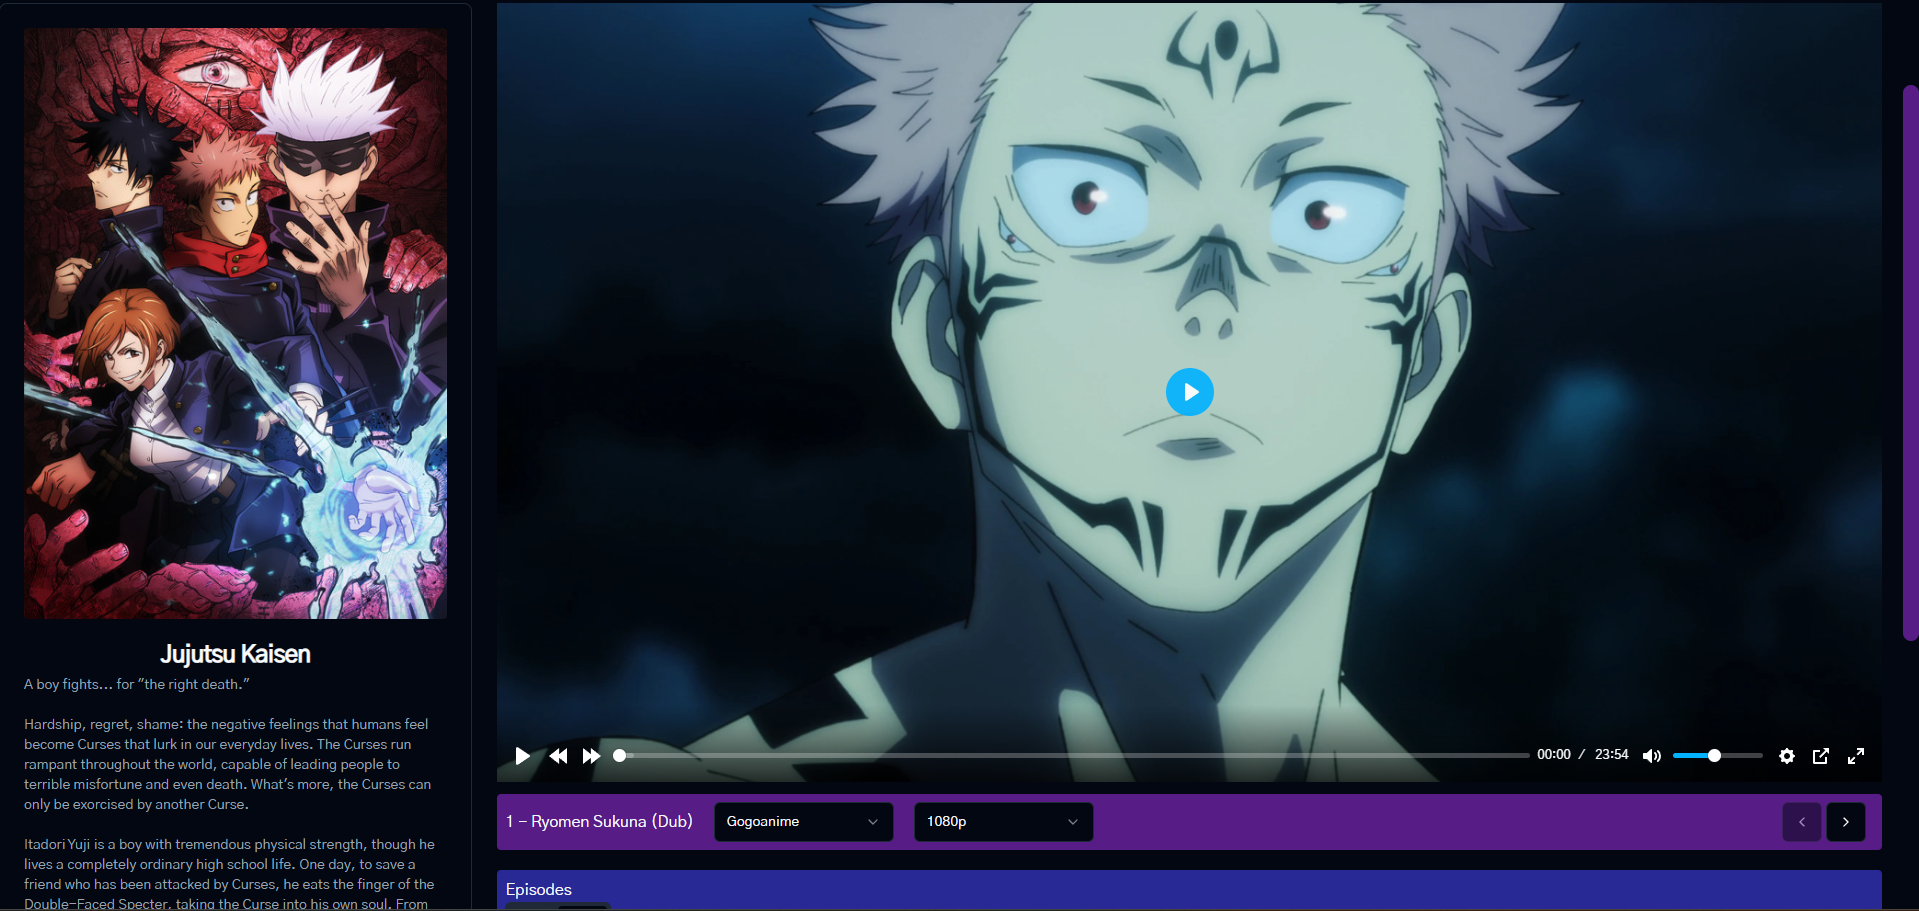 Jujutsu Kaisen
A boy fights... for "the right death."
Hardship, regret, shame: the negative feelings that humans feel
become Curses that lurk in our everyday lives. The Curses run
rampant throughout the world, capable of leading people to
terrible misfortune and even death. What's more, the Curses can
only be exorcised by another Curse.
Itadori Yuji is a boy with tremendous physical strength, though he
lives a completely ordinary high school life. One day, to save a
friend who has been attacked by Curses, he eats the finger of the
Double-Faced Specter, taking the Curse into his own soul. From
00:00 / 23:54
1 - Ryomen Sukuna (Dub)
Gogoanime
1080p
Episodes